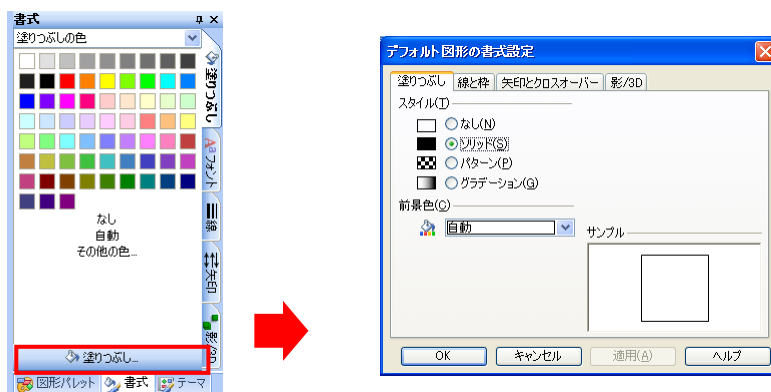 書式
塗りつぶしの色
塗りつぶし
Aaフォント
線
矢印
影/3D
なし
自動
その他の色...
塗りつぶし...
図形パレット
書式
テーマ
デフォルト図形の書式設定
塗りつぶし
線と枠
矢印とクロスオーバー
影/3D
スタイル(T)
なし(N)
ソリッド(S)
パターン(P)
グラデーション(G)
前景色(C)
自動
サンプル
OK
キャンセル
適用(A)
ヘルプ